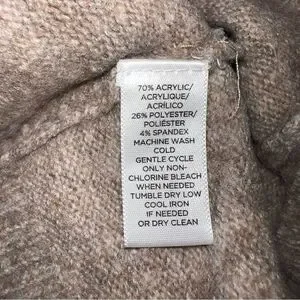 70% ACRYLIC/
ACRYLIQUE/
ACRÍLICO
26% POLYESTER/
POLIÉSTER
4% SPANDEX
MACHINE WASH
COLD
GENTLE CYCLE
ONLY NON-
CHLORINE BLEACH
WHEN NEEDED
TUMBLE DRY LOW
COOL IRON
IF NEEDED
OR DRY CLEAN